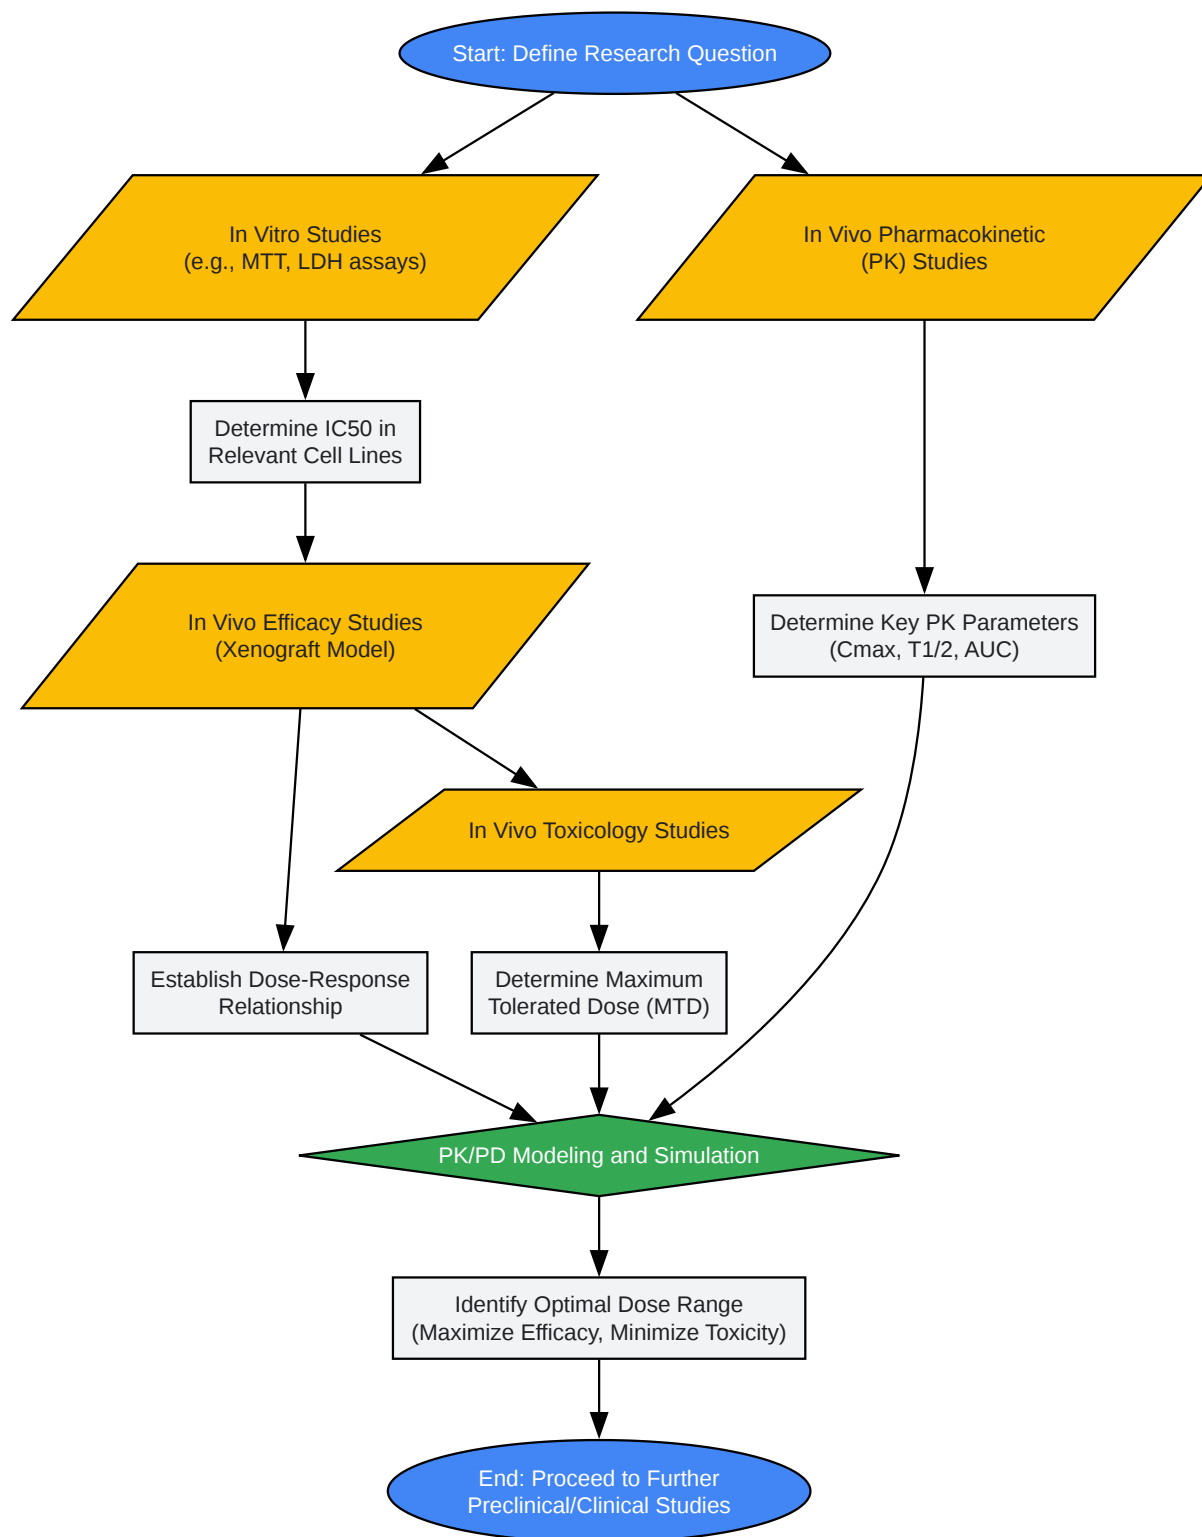 Start: Define Research Question
In Vitro Studies
(e.g., MTT, LDH assays)
In Vivo Pharmacokinetic
(PK) Studies
Determine IC50 in
Relevant Cell Lines
In Vivo Efficacy Studies
(Xenograft Model)
Determine Key PK Parameters
(Cmax, T1/2, AUC)
In Vivo Toxicology Studies
Establish Dose-Response
Relationship
Determine Maximum
Tolerated Dose (MTD)
PK/PD Modeling and Simulation
Identify Optimal Dose Range
(Maximize Efficacy, Minimize Toxicity)
End: Proceed to Further
Preclinical/Clinical Studies